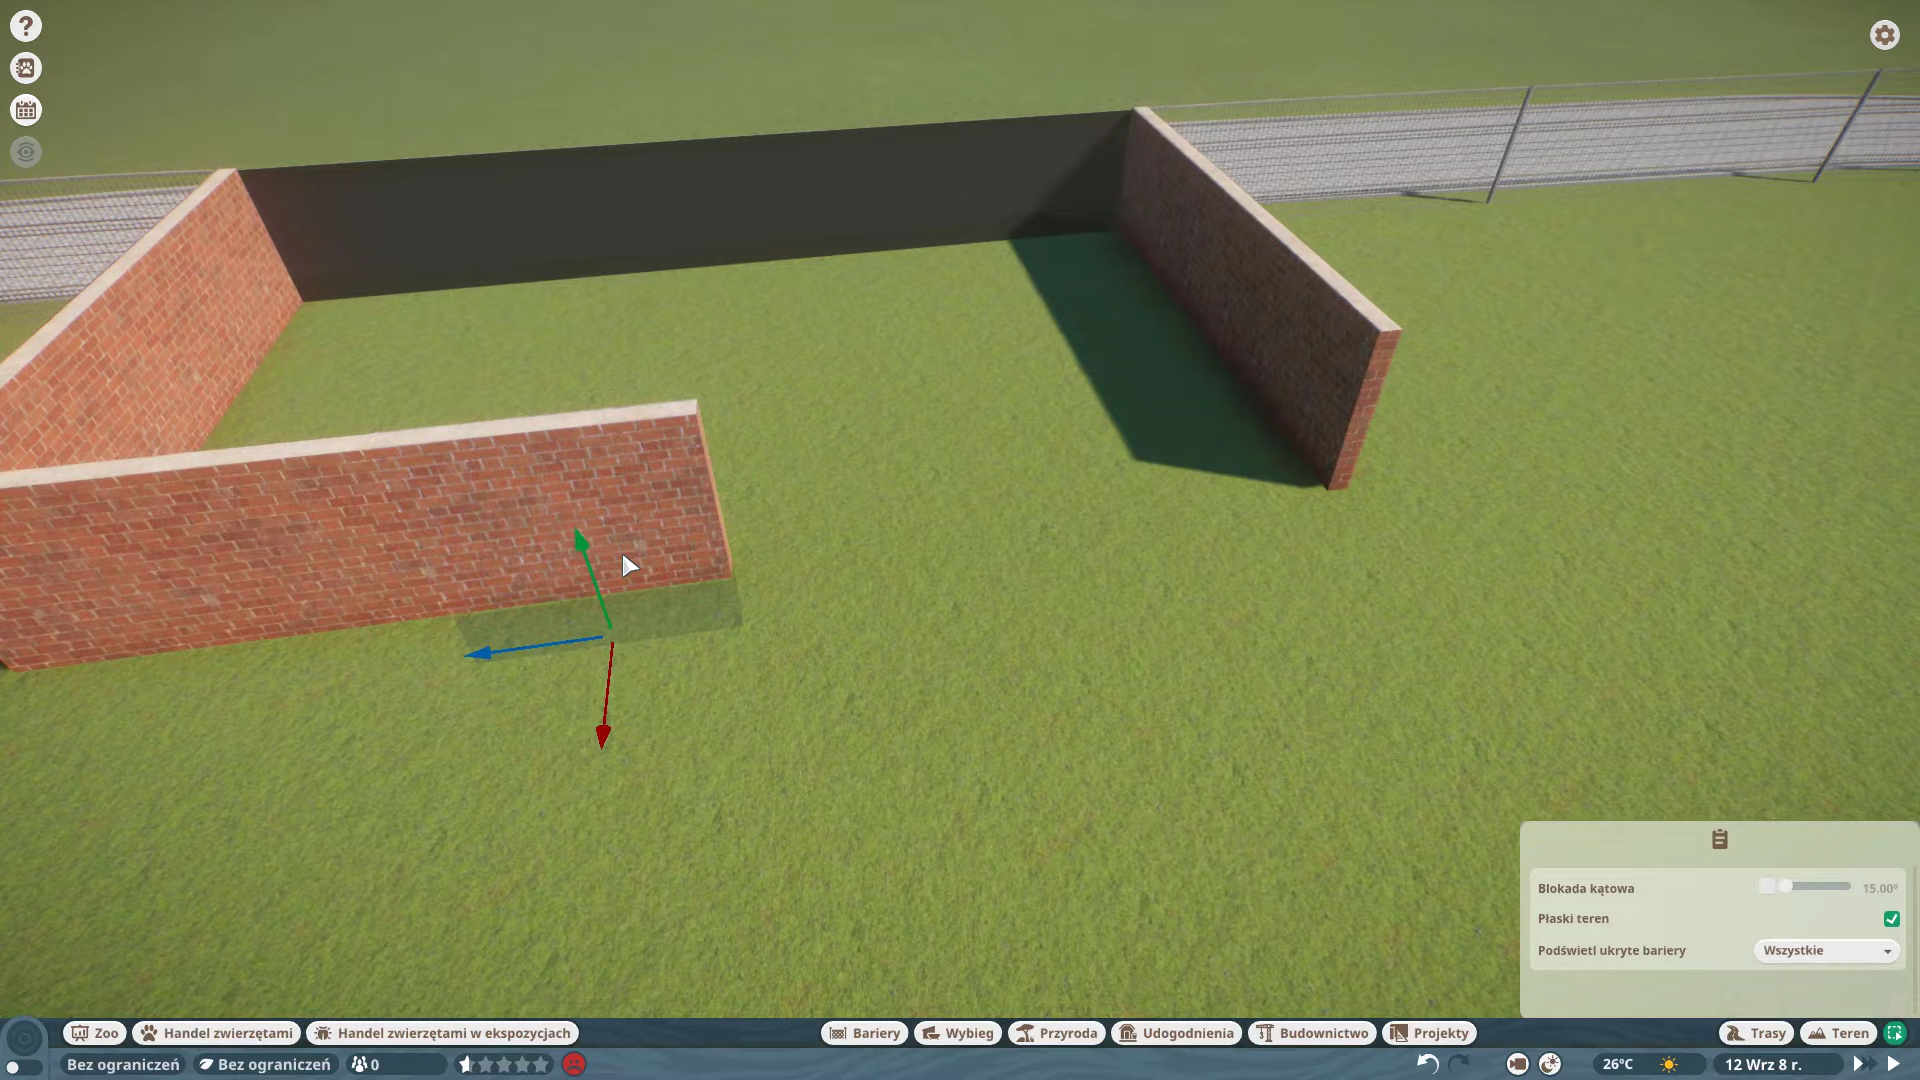 ?
Blokada kątowa 15.00°
Płaski teren
Podświetl ukryte bariery Wszystkie
Zoo Handel zwierzętami Handel zwierzętami w ekspozycjach Bariery Wybieg Przyroda Udogodnienia Budownictwo Projekty Trasy Teren
Bez ograniczeń Bez ograniczeń 0 26°C 12 Wrz 8 r.